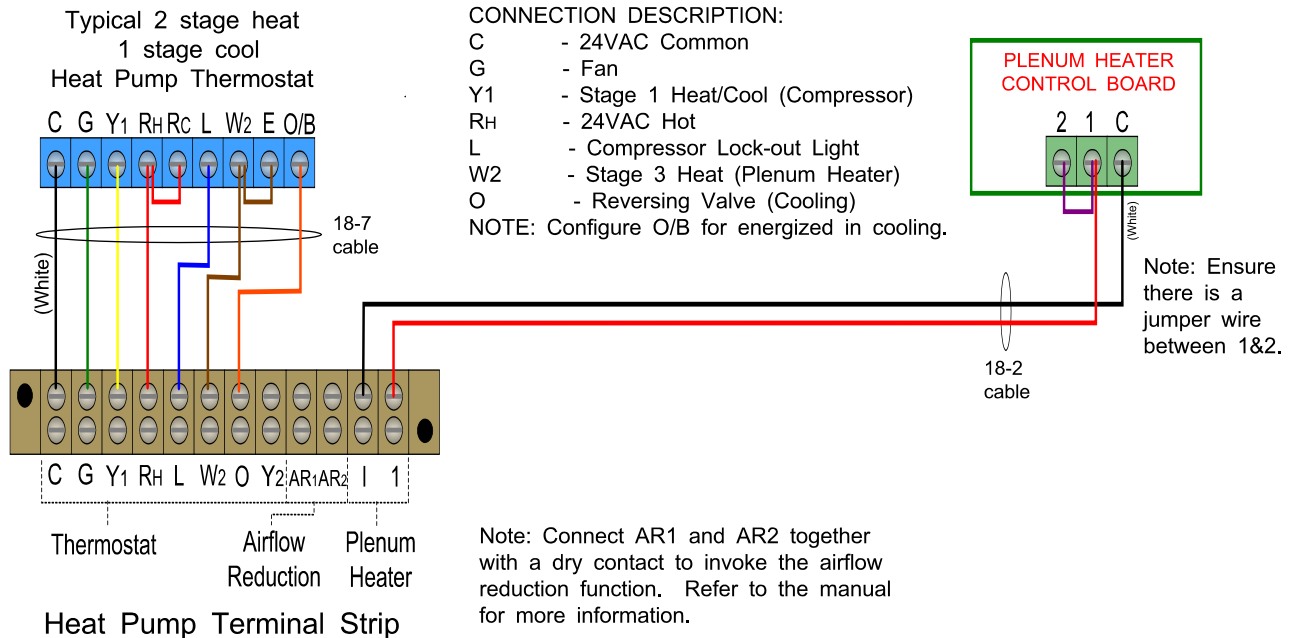 Typical 2 stage heat
1 stage cool
Heat Pump Thermostat
C G Y1 RH RC L W2 E O/B
18-7
cable
(White)
C G Y1 RH L W2 O Y2 AR1 AR2 I 1
Thermostat
Airflow
Reduction
Plenum
Heater
Heat Pump Terminal Strip
CONNECTION DESCRIPTION:
C - 24VAC Common
G - Fan
Y1 - Stage 1 Heat/Cool (Compressor)
RH - 24VAC Hot
L - Compressor Lock-out Light
W2 - Stage 3 Heat (Plenum Heater)
O - Reversing Valve (Cooling)
NOTE: Configure O/B for energized in cooling.
PLENUM HEATER
CONTROL BOARD
2 1 C
(White)
Note: Ensure
there is a
jumper wire
between 1&2.
18-2
cable
Note: Connect AR1 and AR2 together
with a dry contact to invoke the airflow
reduction function. Refer to the manual
for more information.